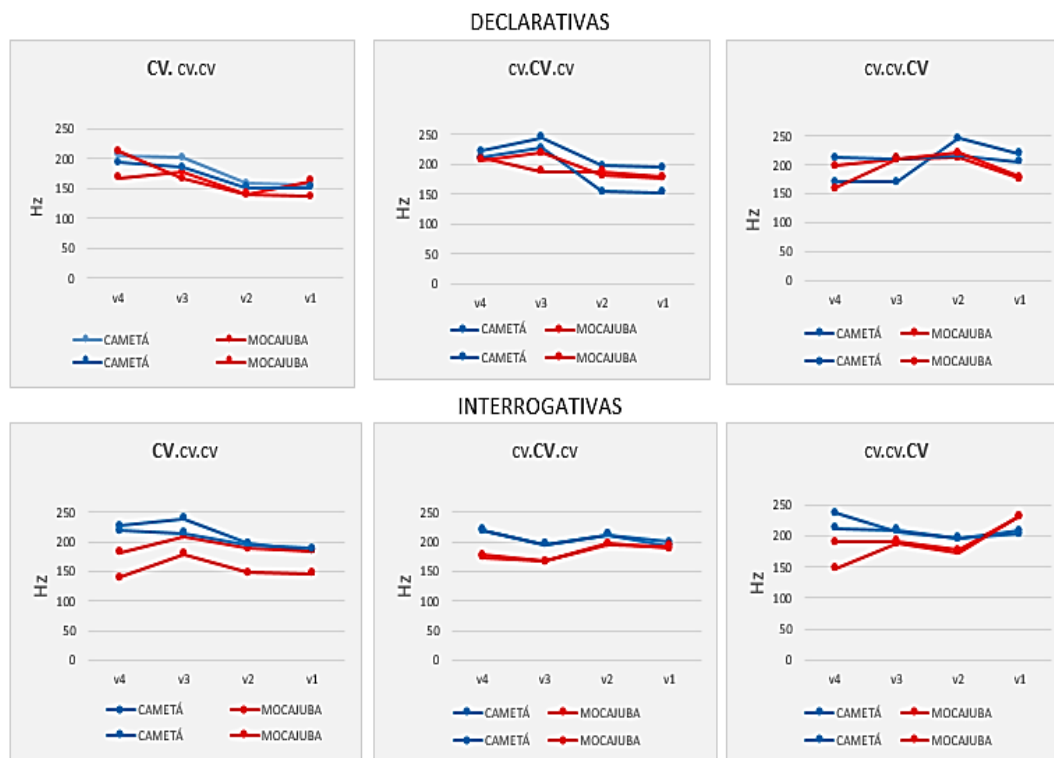 DECLARATIVAS
CV. cv.cv
250
200
150
100
50
0
Hz
v4 v3 v2 v1
CAMETÁ MOCAJUBA
CAMETÁ MOCAJUBA
cv.CV.cv
250
200
150
100
50
0
Hz
v4 v3 v2 v1
CAMETÁ MOCAJUBA
CAMETÁ MOCAJUBA
cv.cv.CV
250
200
150
100
50
0
Hz
v4 v3 v2 v1
CAMETÁ MOCAJUBA
CAMETÁ MOCAJUBA
INTERROGATIVAS
CV.cv.cv
250
200
150
100
50
0
Hz
v4 v3 v2 v1
CAMETÁ MOCAJUBA
CAMETÁ MOCAJUBA
cv.CV.cv
250
200
150
100
50
0
Hz
v4 v3 v2 v1
CAMETÁ MOCAJUBA
CAMETÁ MOCAJUBA
cv.cv.CV
250
200
150
100
50
0
Hz
v4 v3 v2 v1
CAMETÁ MOCAJUBA
CAMETÁ MOCAJUBA